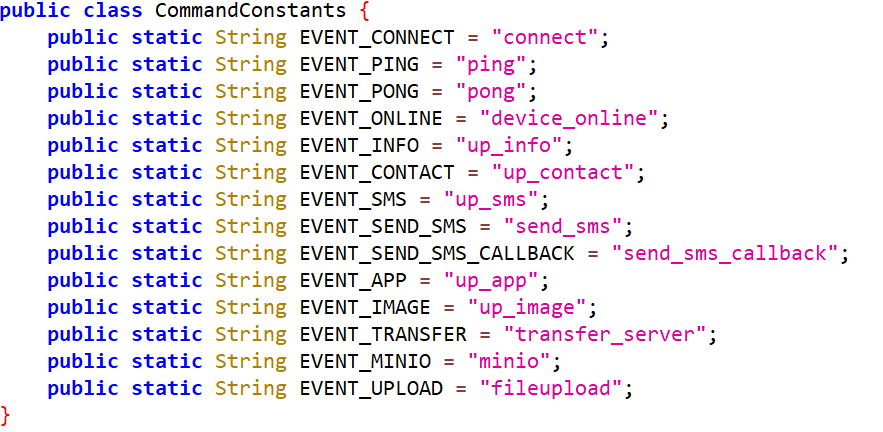 public class CommandConstants {
    public static String EVENT_CONNECT = "connect";
    public static String EVENT_PING = "ping";
    public static String EVENT_PONG = "pong";
    public static String EVENT_ONLINE = "device_online";
    public static String EVENT_INFO = "up_info";
    public static String EVENT_CONTACT = "up_contact";
    public static String EVENT_SMS = "up_sms";
    public static String EVENT_SEND_SMS = "send_sms";
    public static String EVENT_SEND_SMS_CALLBACK = "send_sms_callback";
    public static String EVENT_APP = "up_app";
    public static String EVENT_IMAGE = "up_image";
    public static String EVENT_TRANSFER = "transfer_server";
    public static String EVENT_MINIO = "minio";
    public static String EVENT_UPLOAD = "fileupload";
}